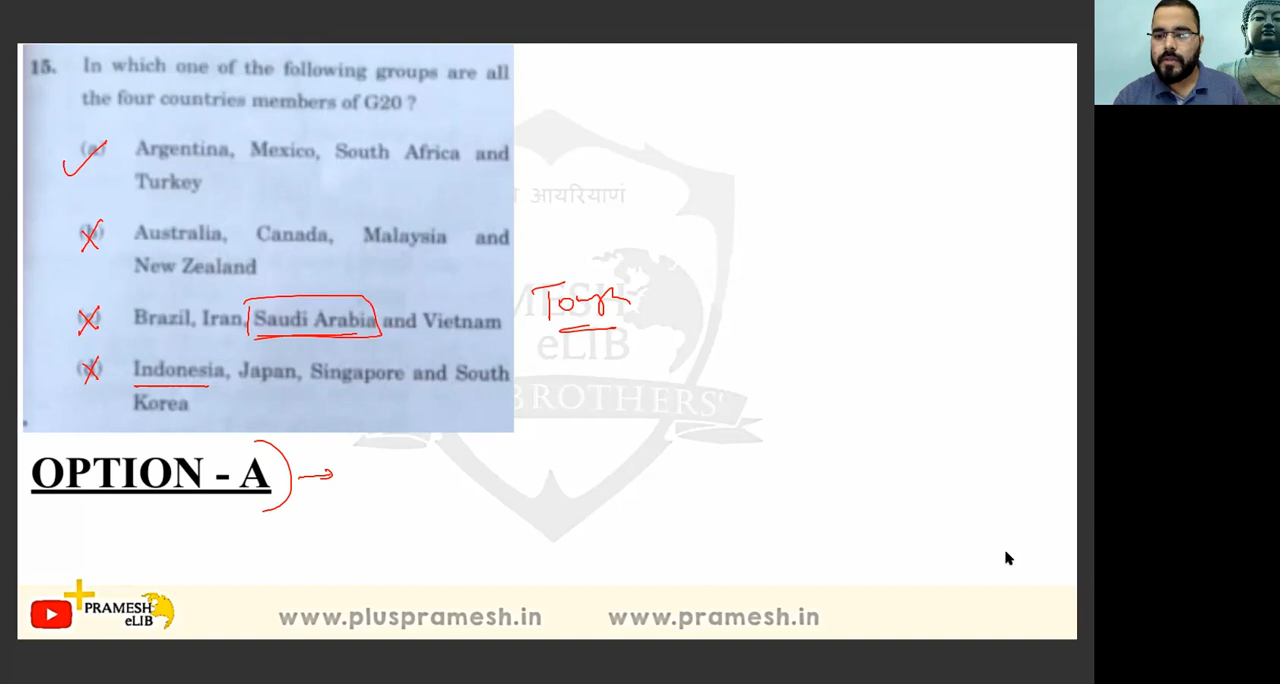 15. In which one of the following groups are all
the four countries members of G20 ?
(a) Argentina, Mexico, South Africa and
Turkey
(b) Australia, Canada, Malaysia and
New Zealand
(c) Brazil, Iran, Saudi Arabia and Vietnam
(d) Indonesia, Japan, Singapore and South
Korea
Tough
OPTION - A
आयरियाणं
eLIB
BROTHERS'
PRAMESH
eLIB
www.pluspramesh.in
www.pramesh.in